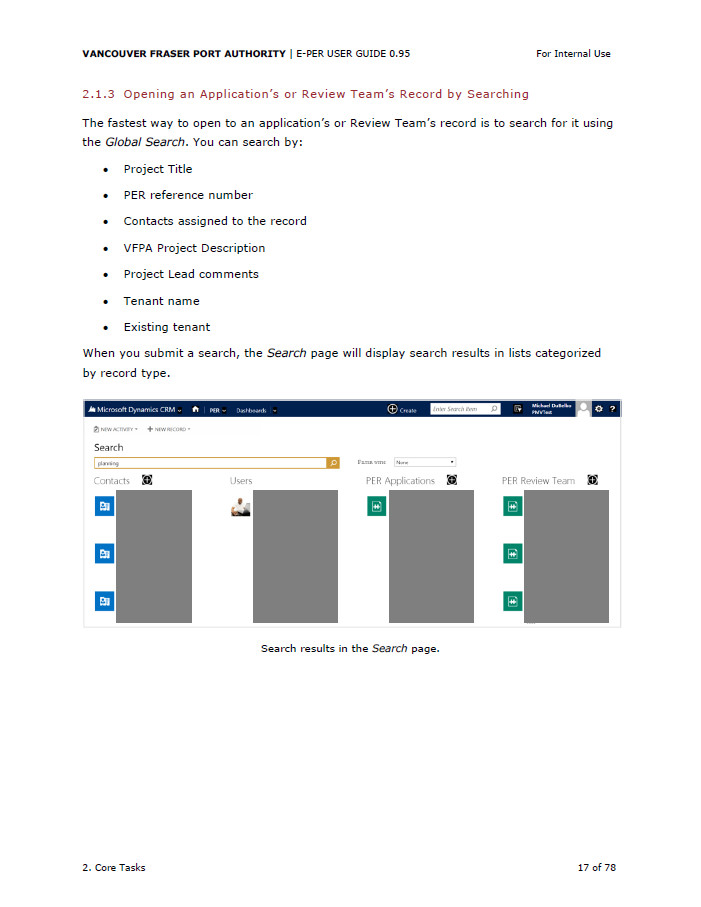 VANCOUVER FRASER PORT AUTHORITY | E-PER USER GUIDE 0.95 For Internal Use
2.1.3 Opening an Application's or Review Team's Record by Searching
The fastest way to open to an application's or Review Team's record is to search for it using
the Global Search. You can search by:
• Project Title
• PER reference number
• Contacts assigned to the record
• VFPA Project Description
• Project Lead comments
• Tenant name
• Existing tenant
When you submit a search, the Search page will display search results in lists categorized
by record type.
Microsoft Dynamics CRM PER Dashboards Create Enter Search Item Michael
PMVTest
NEW ACTIVITY + NEW RECORD
Search
planning
Filter with: None
Contacts Users PER Applications PER Review Team
Search results in the Search page.
2. Core Tasks 17 of 78